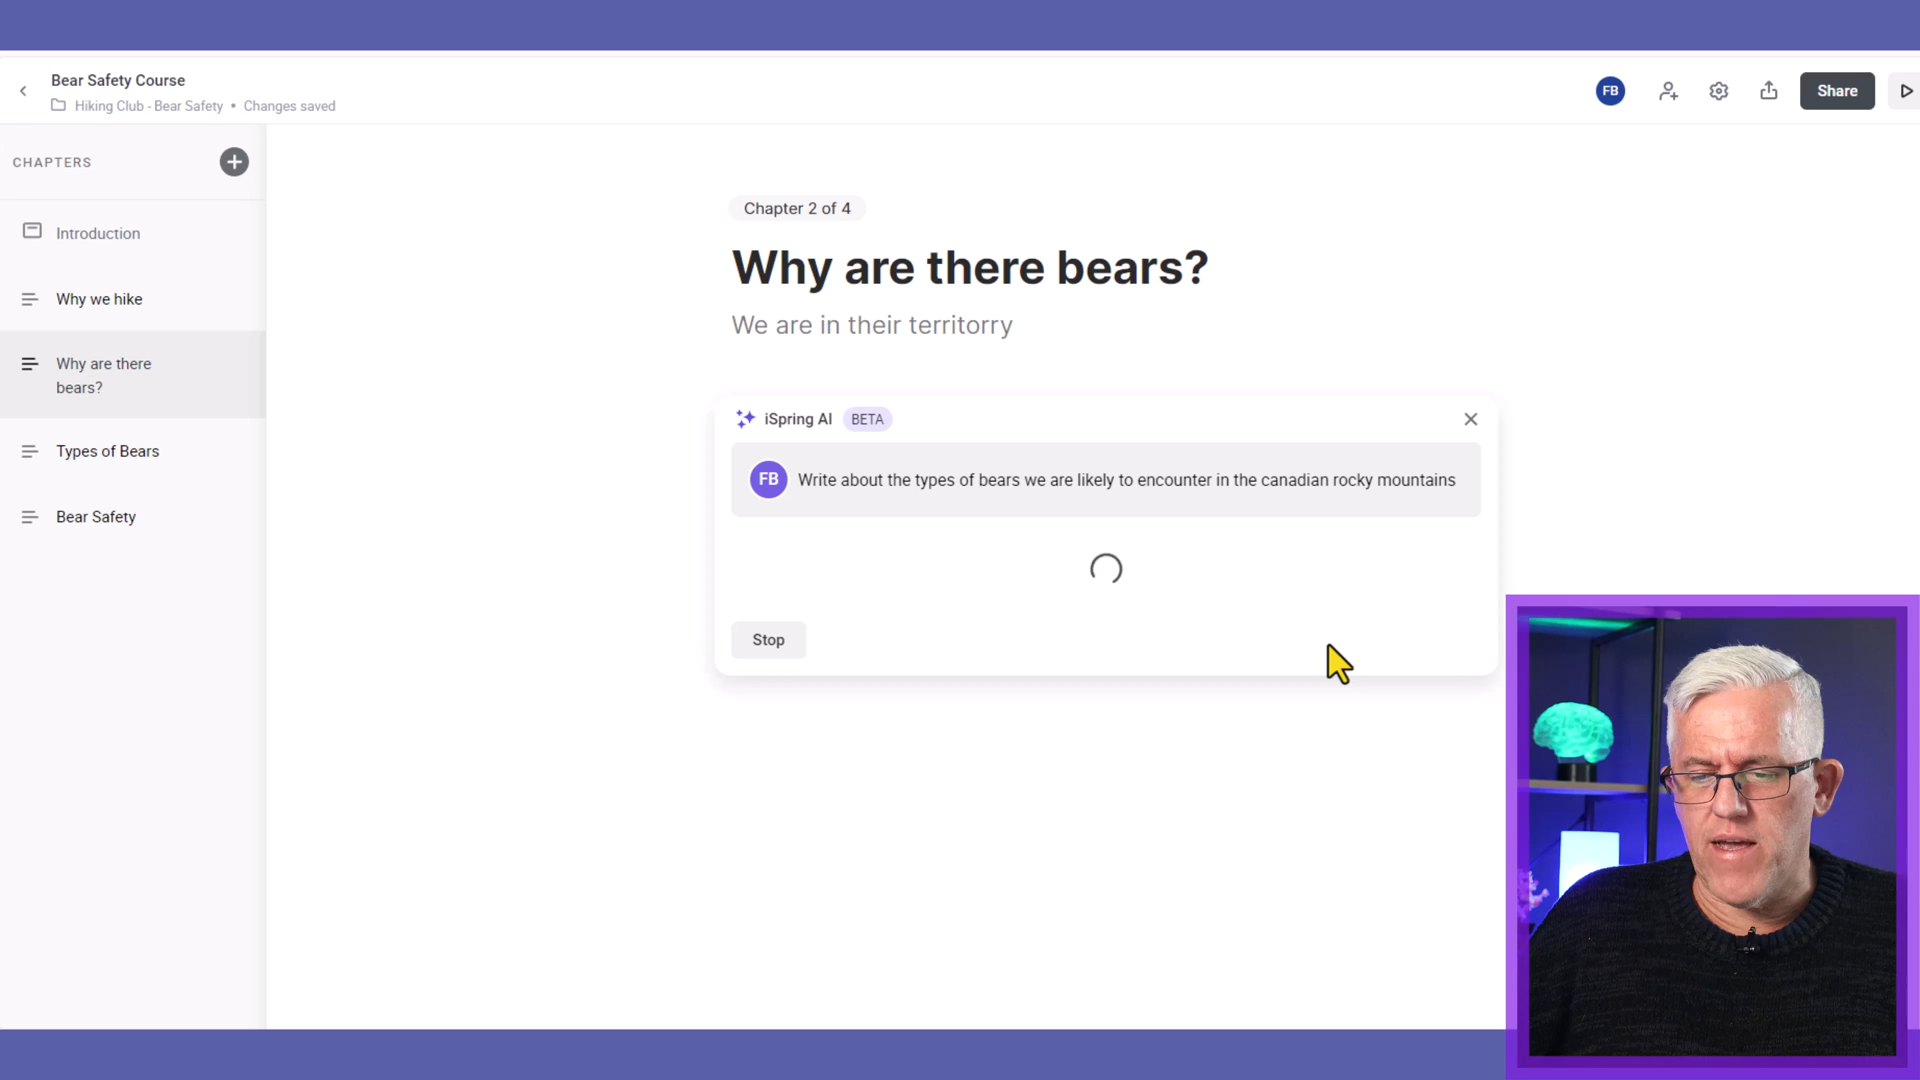 Bear Safety Course
Hiking Club - Bear Safety • Changes saved
FB
Share
CHAPTERS
Introduction
Why we hike
Why are there
bears?
Types of Bears
Bear Safety
Chapter 2 of 4
Why are there bears?
We are in their territorry
iSpring AI BETA
FB Write about the types of bears we are likely to encounter in the canadian rocky mountains
Stop